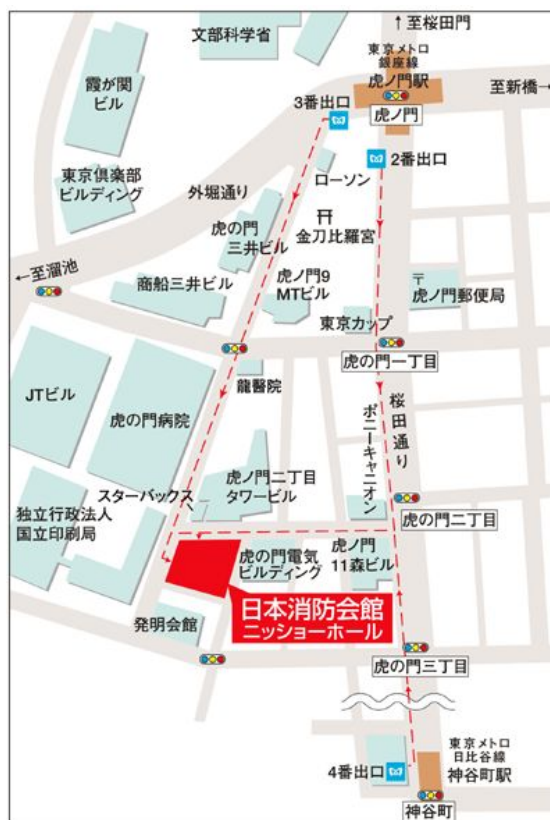 ↑至桜田門
文部科学省
東京メトロ
銀座線
虎ノ門駅
霞が関
ビル
至新橋→
3番出口
虎ノ門
2番出口
東京倶楽部
ビルディング
ローソン
外堀通り
虎の門
三井ビル
金刀比羅宮
←至溜池
商船三井ビル
虎ノ門9
MTビル
〒
虎ノ門郵便局
東京カップ
虎の門一丁目
龍醫院
JTビル
虎の門病院
桜田通り
ポニーキャニオン
虎ノ門二丁目
タワービル
スターバックス
独立行政法人
国立印刷局
虎の門二丁目
虎の門電気
ビルディング
虎ノ門
11森ビル
日本消防会館
ニッショーホール
発明会館
虎の門三丁目
東京メトロ
日比谷線
神谷町駅
4番出口
神谷町